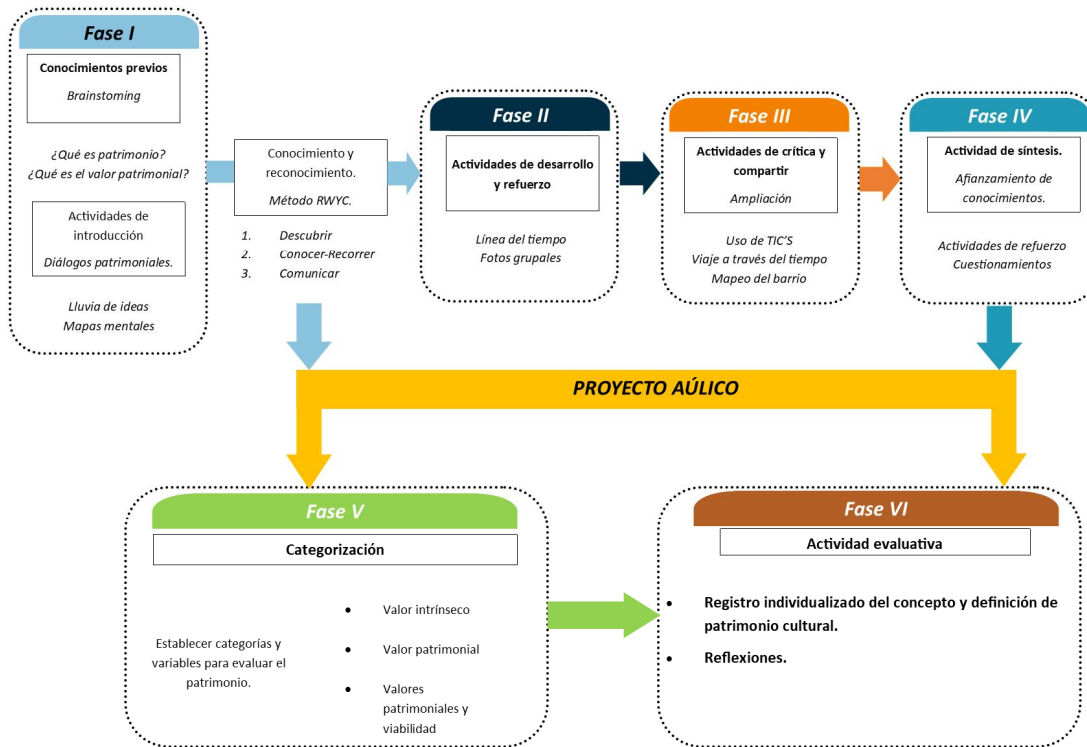 Fase I
Conocimientos previos
Brainstoming
¿Qué es patrimonio?
¿Qué es el valor patrimonial?
Actividades de
introducción
Diálogos patrimoniales.
Lluvia de ideas
Mapas mentales
Conocimiento y
reconocimiento.
Método RWYC.
1. Descubrir
2. Conocer-Recorrer
3. Comunicar
Fase II
Actividades de desarrollo
y refuerzo
Línea del tiempo
Fotos grupales
Fase III
Actividades de crítica y
compartir
Ampliación
Uso de TIC'S
Viaje a través del tiempo
Mapeo del barrio
Fase IV
Actividad de síntesis.
Afianzamiento de
conocimientos.
Actividades de refuerzo
Cuestionamientos
PROYECTO AÚLICO
Fase V
Categorización
Establecer categorías y
variables para evaluar el
patrimonio.
• Valor intrínseco
• Valor patrimonial
• Valores
patrimoniales y
viabilidad
Fase VI
Actividad evaluativa
• Registro individualizado del concepto y definición de
patrimonio cultural.
• Reflexiones.